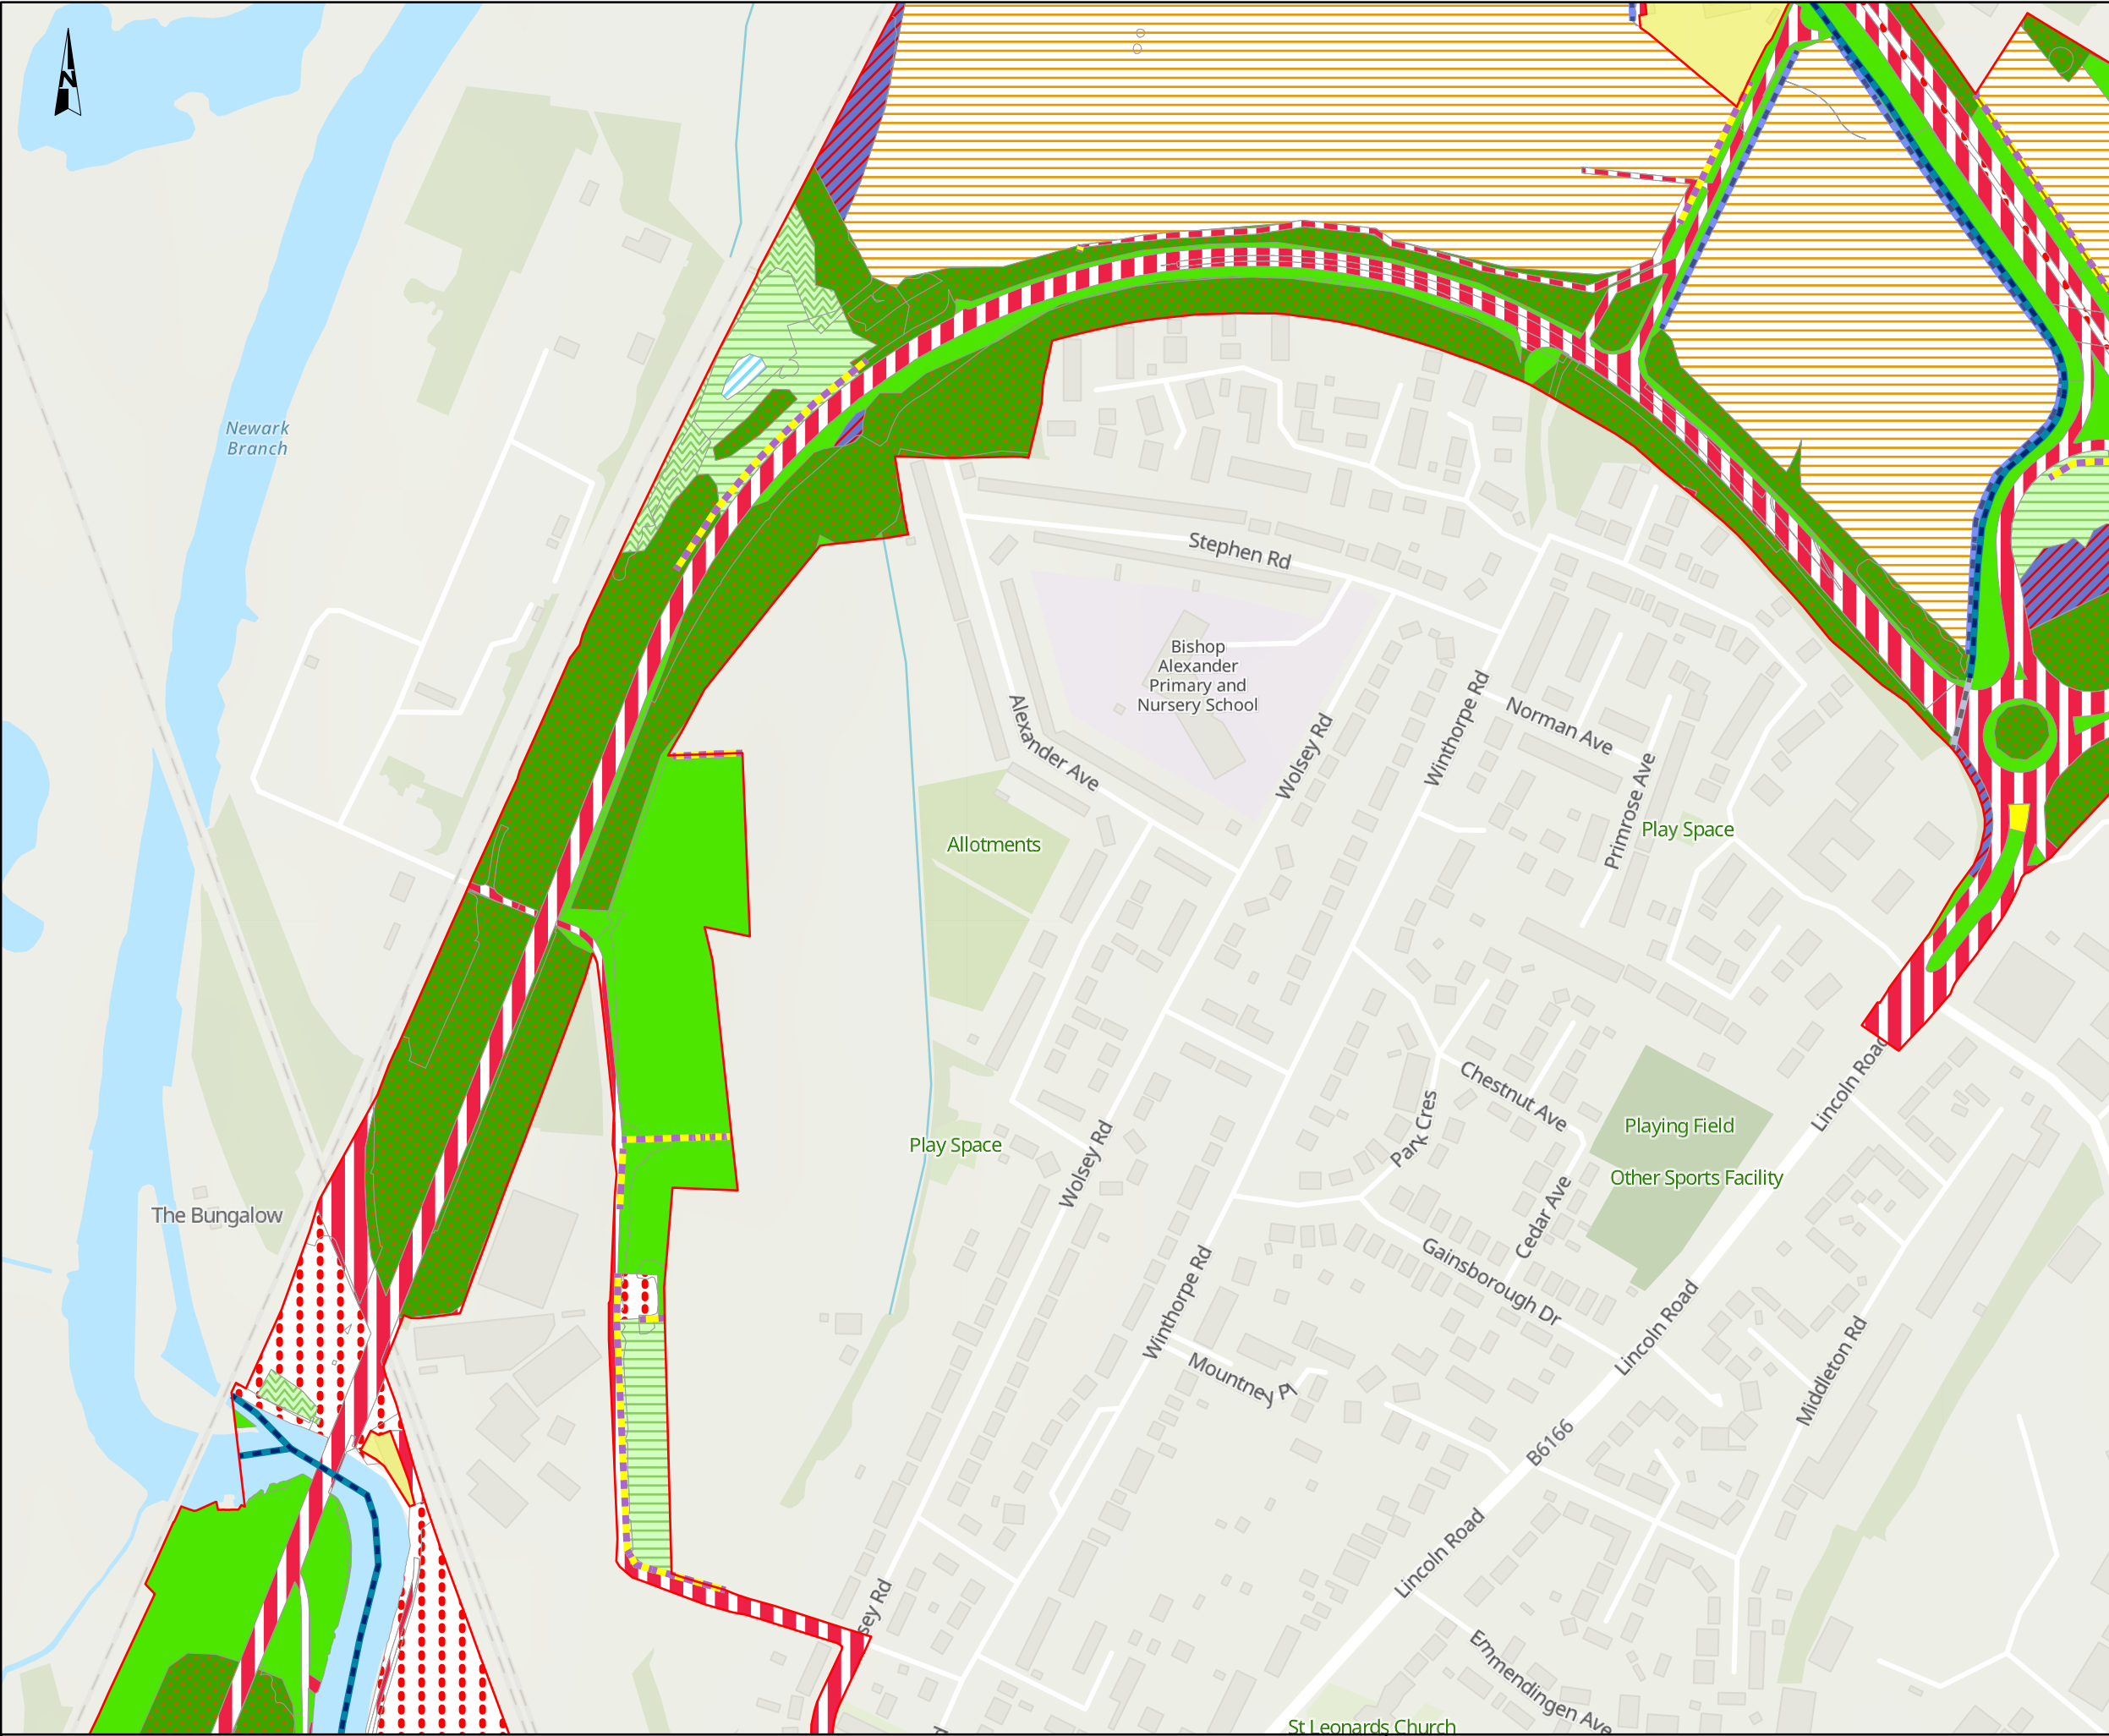 N
Newark
Branch
Stephen Rd
Bishop
Alexander
Primary and
Nursery School
Alexander Ave
Wolsey Rd
Winthorpe Rd
Norman Ave
Primrose Ave
Play Space
Allotments
Lincoln Road
Chestnut Ave
Park Cres
Playing Field
Other Sports Facility
Play Space
Wolsey Rd
Cedar Ave
The Bungalow
Gainsborough Dr
Winthorpe Rd
Lincoln Road
Mountney Pl
Middleton Rd
B6166
Lincoln Road
sey Rd
Emmendingen Ave
St Leonards Church